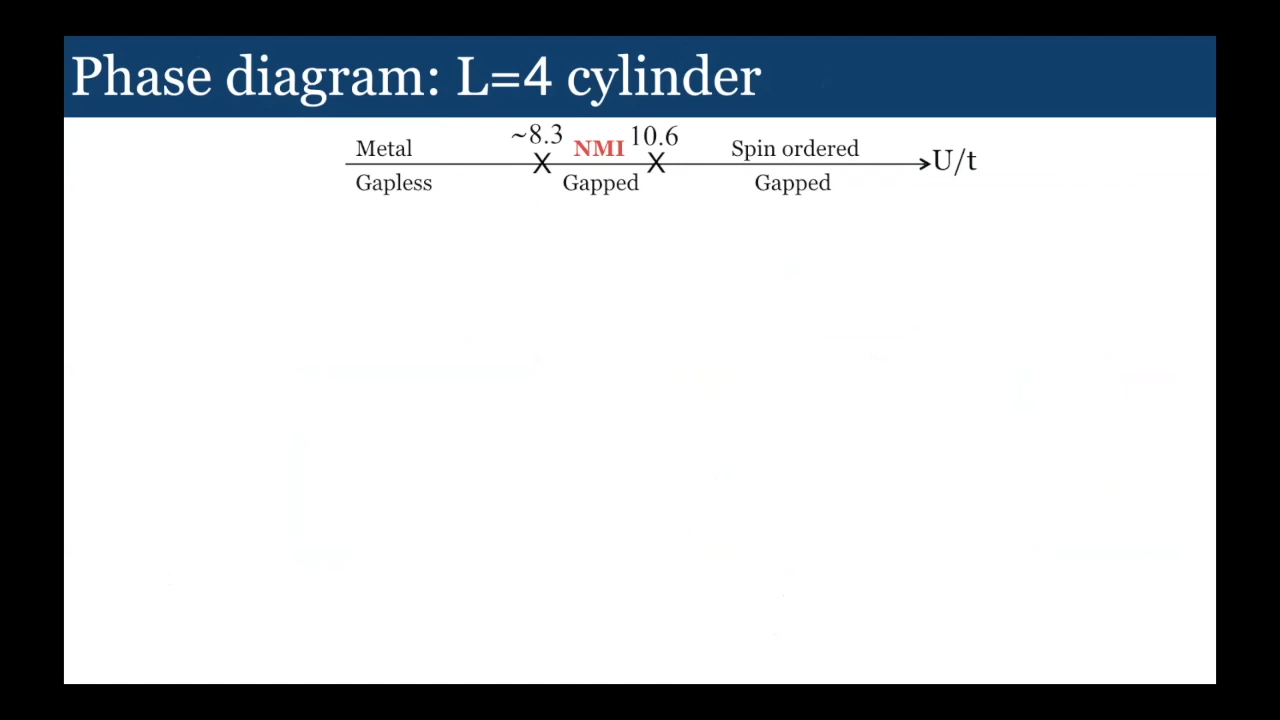 Phase diagram: L=4 cylinder
~8.3 10.6
Metal NMI Spin ordered
X X U/t
Gapless Gapped Gapped